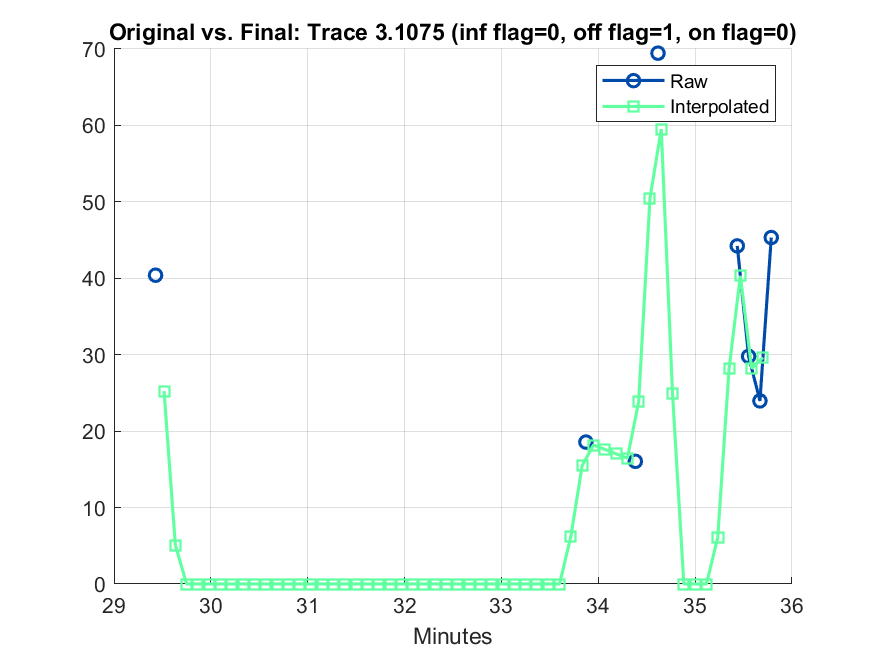 Original vs. Final: Trace 3.1075 (inf flag=0, off flag=1, on flag=0)
70
60
50
40
30
20
10
0
Raw
Interpolated
29 30 31 32 33 34 35 36
Minutes